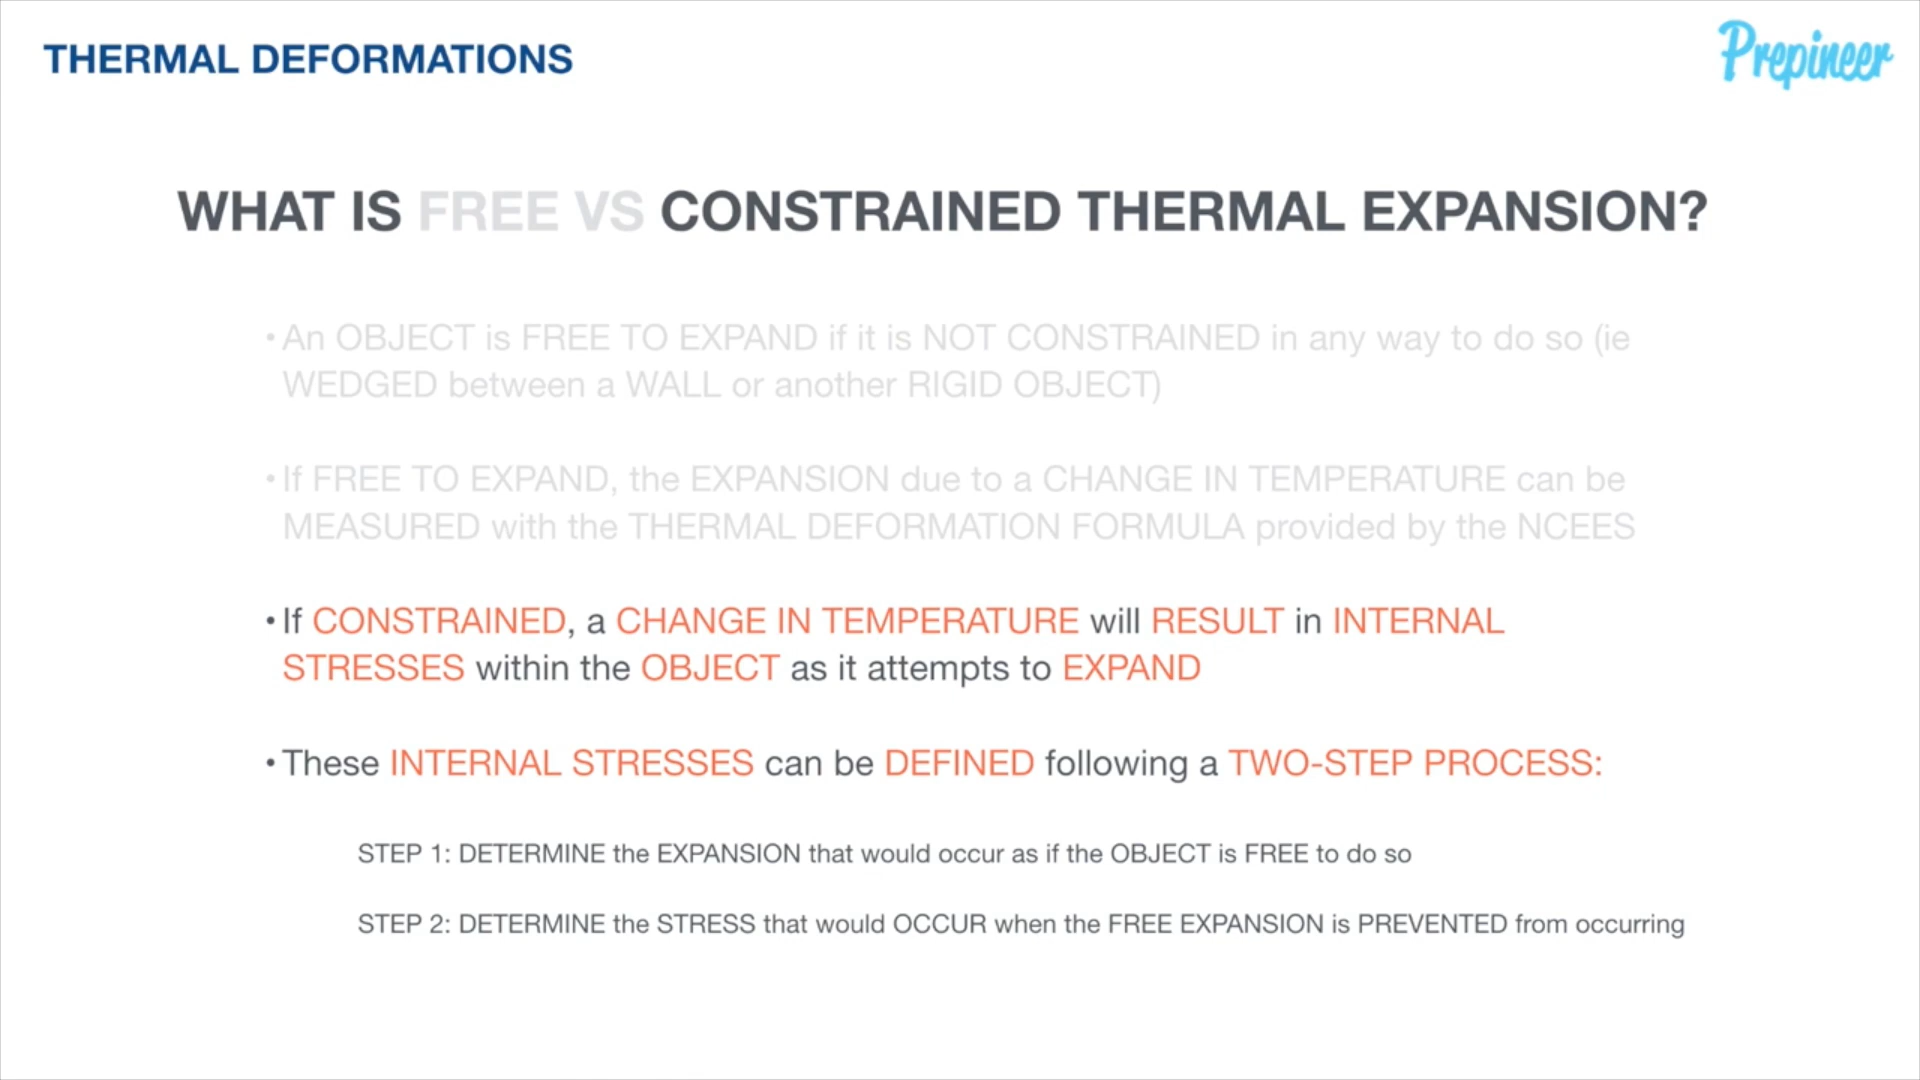 THERMAL DEFORMATIONS
Prepineer
WHAT IS FREE VS CONSTRAINED THERMAL EXPANSION?
• An OBJECT is FREE TO EXPAND if it is NOT CONSTRAINED in any way to do so (ie
WEDGED between a WALL or another RIGID OBJECT)
• If FREE TO EXPAND, the EXPANSION due to a CHANGE IN TEMPERATURE can be
MEASURED with the THERMAL DEFORMATION FORMULA provided by the NCEES
• If CONSTRAINED, a CHANGE IN TEMPERATURE will RESULT in INTERNAL
STRESSES within the OBJECT as it attempts to EXPAND
• These INTERNAL STRESSES can be DEFINED following a TWO-STEP PROCESS:
STEP 1: DETERMINE the EXPANSION that would occur as if the OBJECT is FREE to do so
STEP 2: DETERMINE the STRESS that would OCCUR when the FREE EXPANSION is PREVENTED from occurring